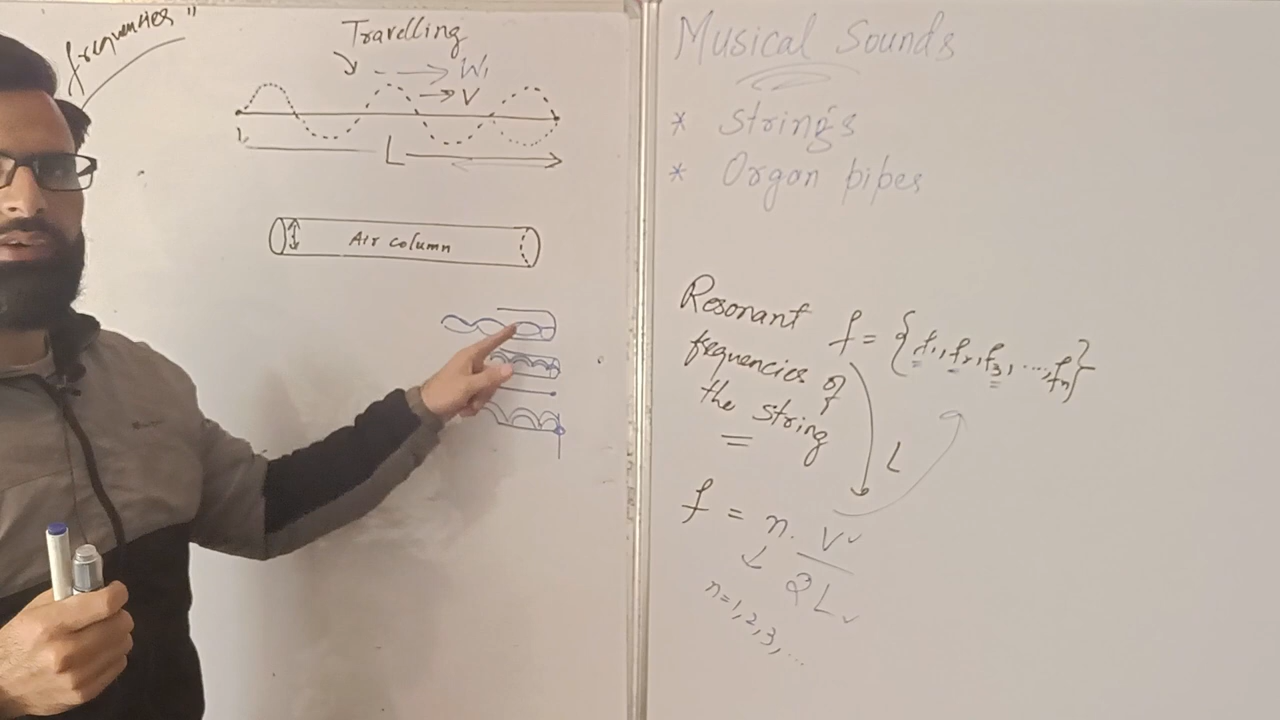 frequencies"
Travelling
W₁
V
L
Air column
Musical Sounds
* String's
* Organ pipes
Resonant
frequencies of
the string
=
f = {f₁, f₂, f₃, ..., fₙ}
L
f = n. V / 2L
n=1,2,3,...